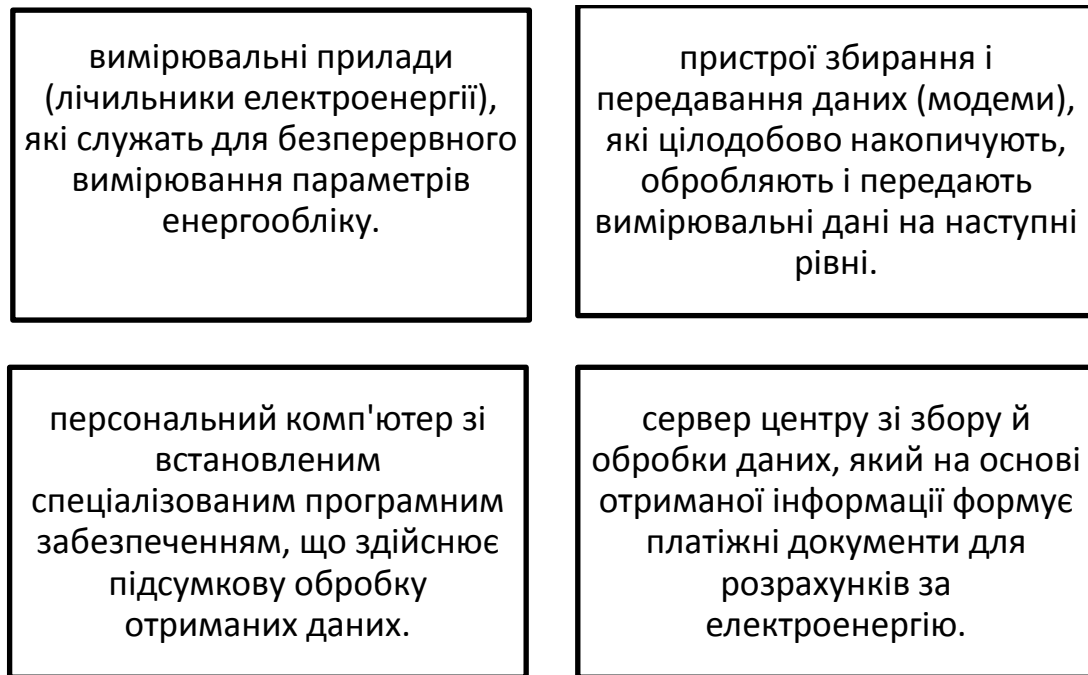 вимірювальні прилади
(лічильники електроенергії),
які служать для безперервного
вимірювання параметрів
енергообліку.
пристрої збирання і
передавання даних (модеми),
які цілодобово накопичують,
обробляють і передають
вимірювальні дані на наступні
рівні.
персональний комп'ютер зі
встановленим
спеціалізованим програмним
забезпеченням, що здійснює
підсумкову обробку
отриманих даних.
сервер центру зі збору й
обробки даних, який на основі
отриманої інформації формує
платіжні документи для
розрахунків за
електроенергію.